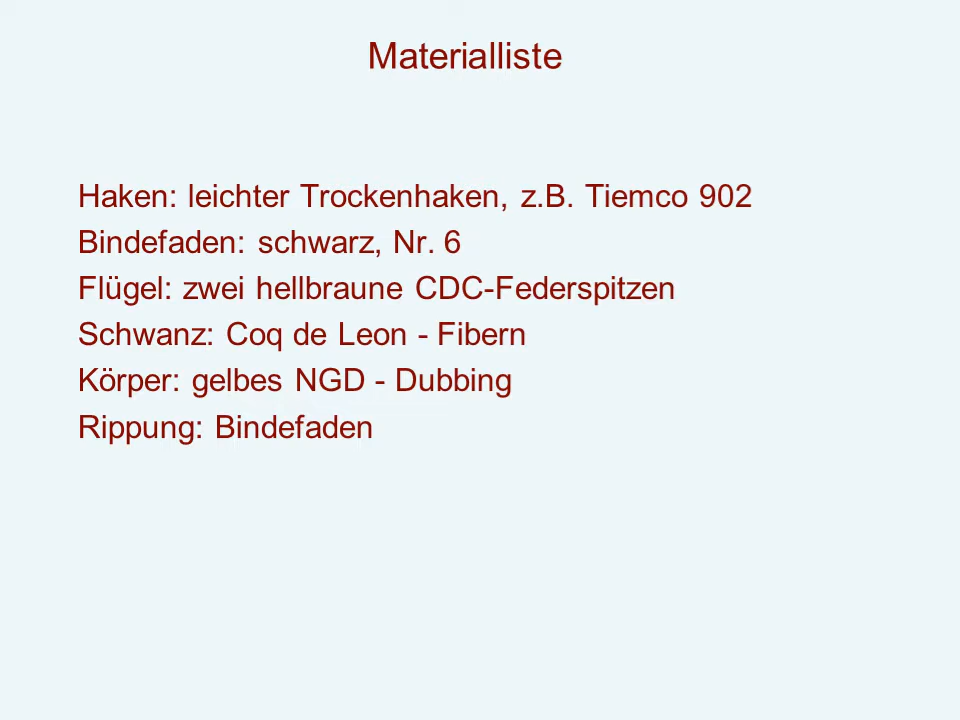 Materialliste
Haken: leichter Trockenhaken, z.B. Tiemco 902
Bindefaden: schwarz, Nr. 6
Flügel: zwei hellbraune CDC-Federspitzen
Schwanz: Coq de Leon - Fibern
Körper: gelbes NGD - Dubbing
Rippung: Bindefaden